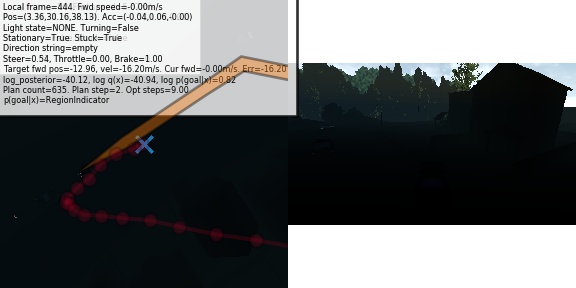 Local frame=444. Fwd speed=-0.00m/s
Pos=(3.36,30.16,38.13). Acc=(-0.04,0.06,-0.00)
Light state=NONE. Turning=False
Stationary=True. Stuck=True
Direction string=empty
Steer=0.54, Throttle=0.00, Brake=1.00
Target fwd pos=-12.96, vel=-16.20m/s. Cur fwd=-0.00m/s. Err=-16.20
log_posterior=-40.12, log q(x)=-40.94, log p(goal|x)=0.82
Plan count=635. Plan step=2. Opt steps=9.00
p(goal|x)=RegionIndicator